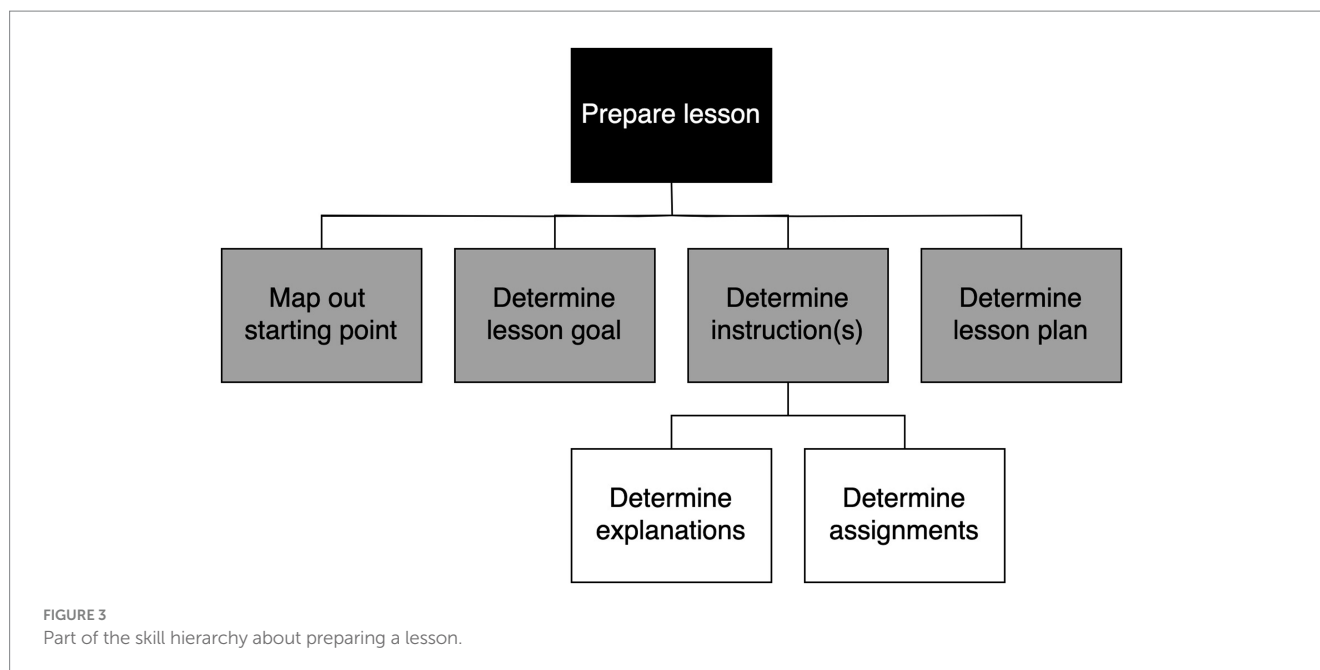 Prepare lesson
Map out
starting point
Determine
lesson goal
Determine
instruction(s)
Determine
lesson plan
Determine
explanations
Determine
assignments
FIGURE 3
Part of the skill hierarchy about preparing a lesson.